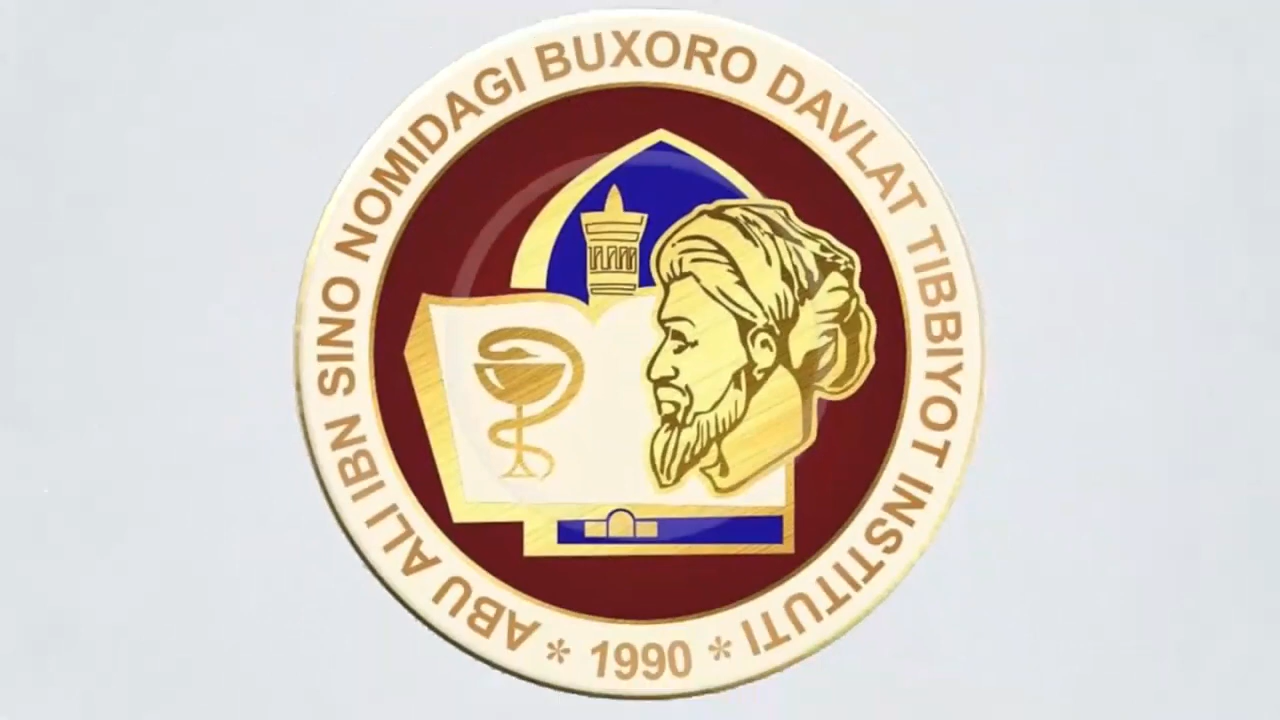 ABU ALI IBN SINO NOMIDAGI BUXORO DAVLAT TIBBIYOT INSTITUTI
* 1990 *